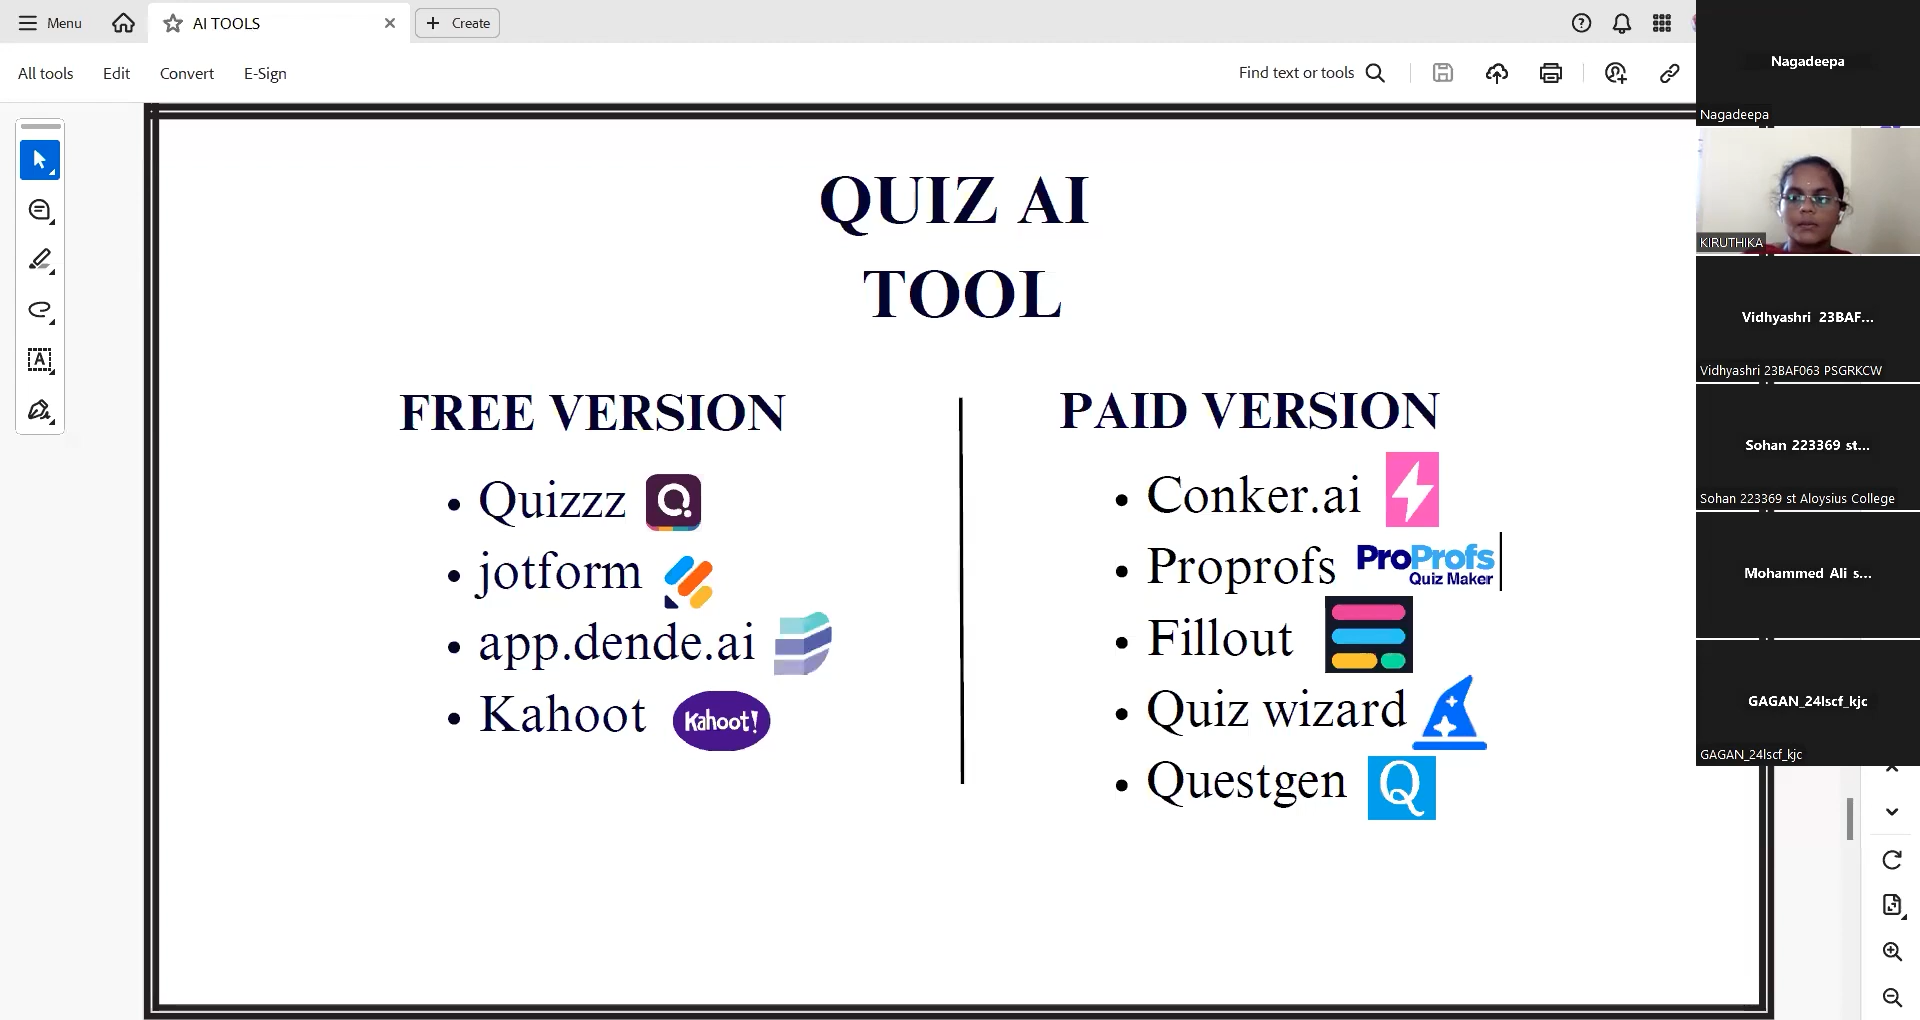 Menu
AI TOOLS
Create
All tools
Edit
Convert
E-Sign
Find text or tools
QUIZ AI
TOOL
FREE VERSION
Quizzz
jotform
app.dende.ai
Kahoot
Kahoot!
PAID VERSION
Conker.ai
Proprofs
ProProfs
Quiz Maker
Fillout
Quiz wizard
Questgen
Q
Nagadeepa
Nagadeepa
KIRUTHIKA
Vidhyashri 23BAF...
Vidhyashri 23BAF063 PSGRKCW
Sohan 223369 st...
Sohan 223369 st Aloysius College
Mohammed Ali s...
GAGAN_24lscf_kjc
GAGAN_24lscf_kjc